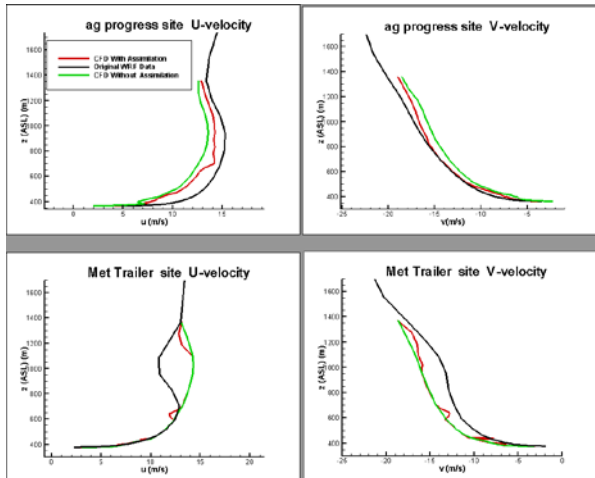 ag progress site U-velocity
CFD With Assimilation
Original WRF Data
CFD Without Assimilation
z (ASL) (m)
1600
1400
1200
1000
800
600
400
0 5 10 15
u (m/s)
ag progress site V-velocity
z (ASL) (m)
1600
1400
1200
1000
800
600
400
-25 -20 -15 -10 -5
v(m/s)
Met Trailer site U-velocity
z (ASL) (m)
1600
1400
1200
1000
800
600
400
0 5 10 15 20
u (m/s)
Met Trailer site V-velocity
z (ASL) (m)
1600
1400
1200
1000
800
600
400
-25 -20 -15 -10 -5 0
v (m/s)